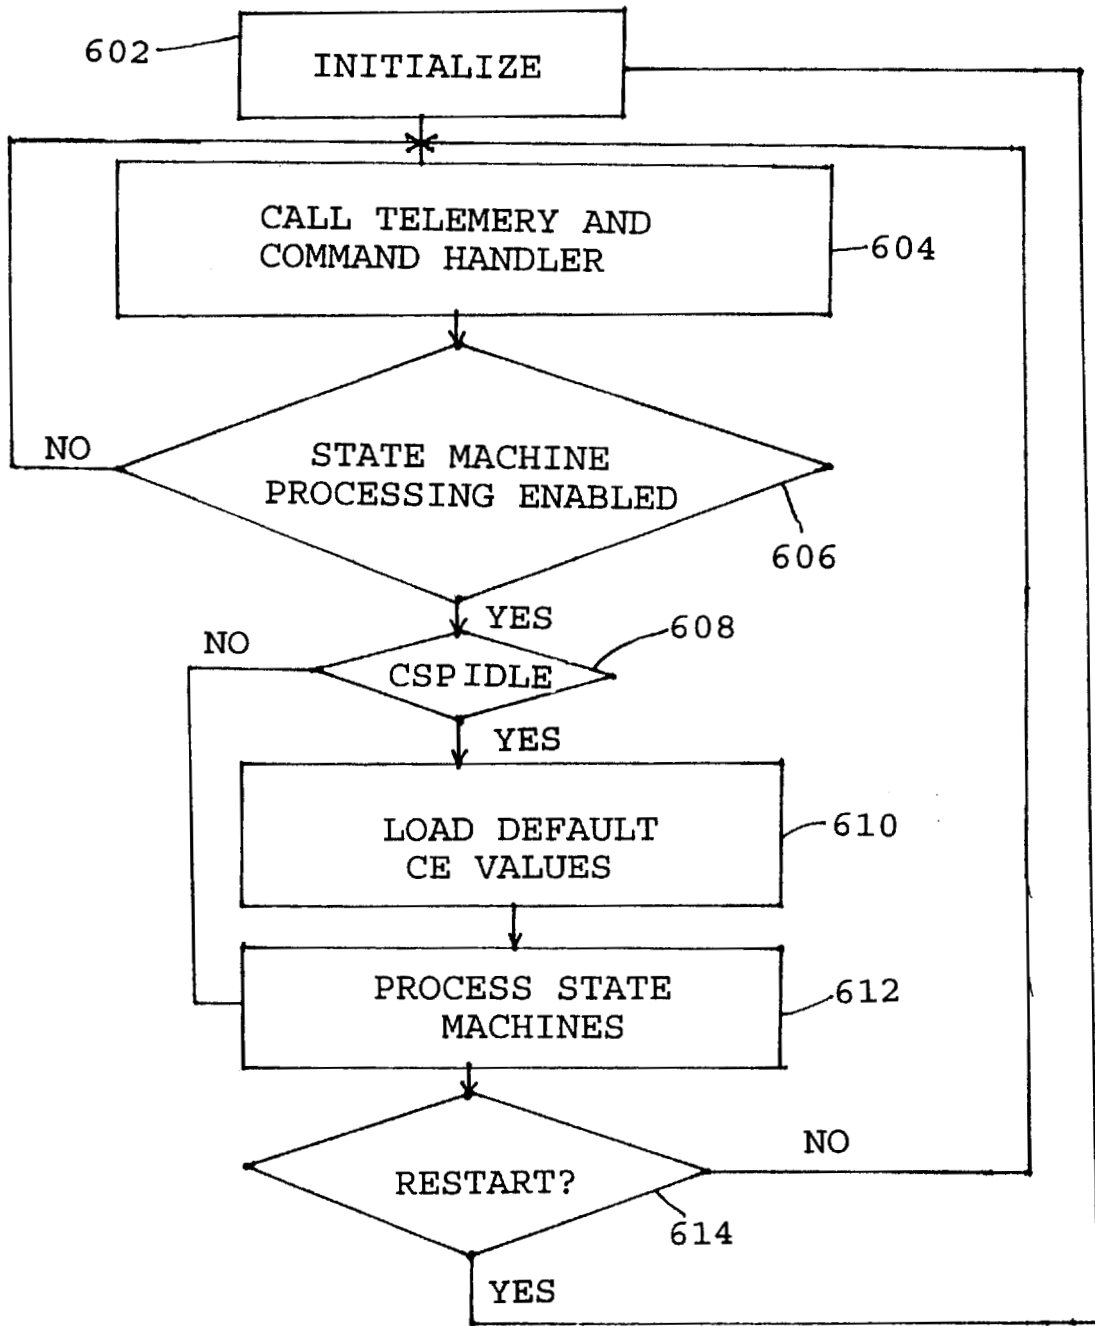 602
INITIALIZE
CALL TELEMERY AND
COMMAND HANDLER
604
NO
STATE MACHINE
PROCESSING ENABLED
606
YES
NO
608
CSP IDLE
YES
LOAD DEFAULT
CE VALUES
610
PROCESS STATE
MACHINES
612
NO
RESTART?
614
YES